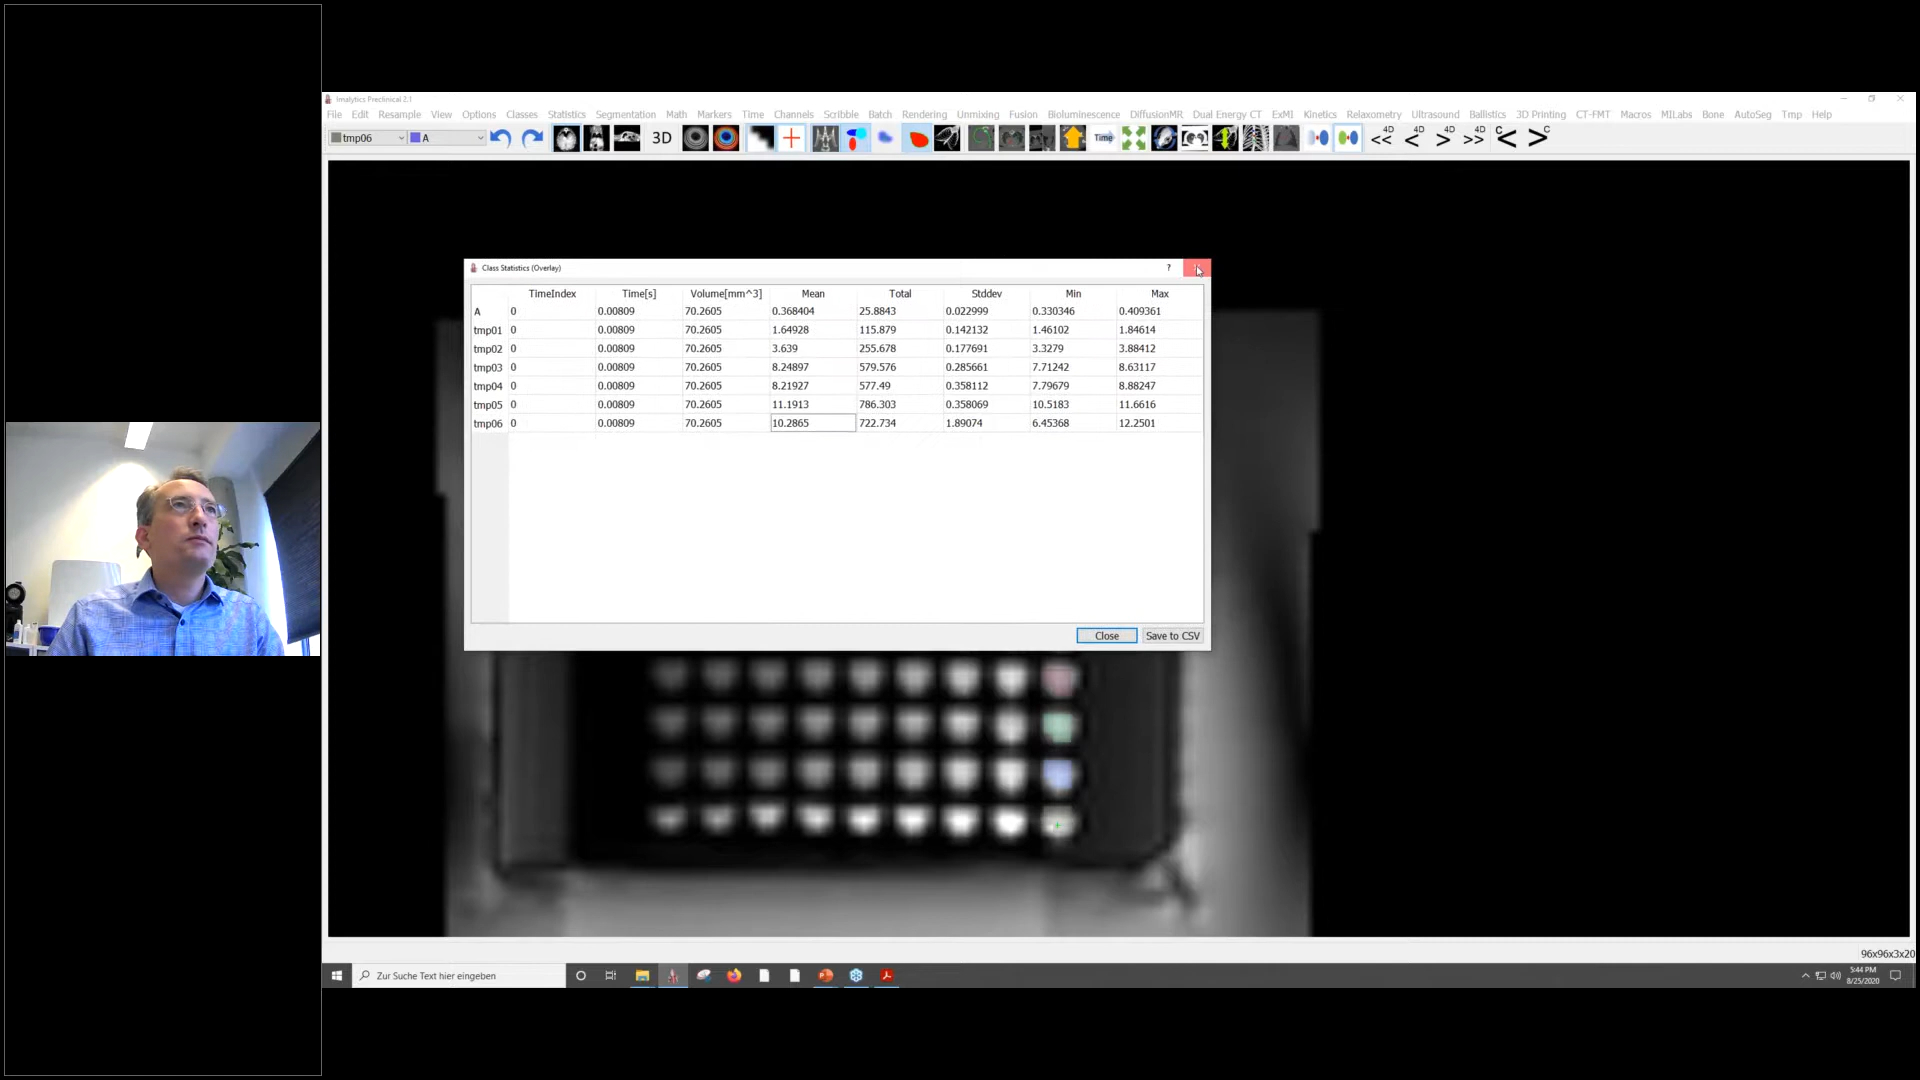 Imalytics Preclinical 2.1
File Edit Resample View Options Classes Statistics Segmentation Math Markers Time Channels Scribble Batch Rendering Unmixing Fusion Bioluminescence DiffusionMR Dual Energy CT ExMI Kinetics Relaxometry Ultrasound Ballistics 3D Printing CT-FMT Macros MILabs Bone AutoSeg Tmp Help
tmp06 A 3D Time 4D << 4D < 4D > 4D >> C < C >
Class Statistics (Overlay) ?
TimeIndex Time[s] Volume[mm^3] Mean Total Stddev Min Max
A 0 0.00809 70.2605 0.368404 25.8843 0.022999 0.330346 0.409361
tmp01 0 0.00809 70.2605 1.64928 115.879 0.142132 1.46102 1.84614
tmp02 0 0.00809 70.2605 3.639 255.678 0.177691 3.3279 3.88412
tmp03 0 0.00809 70.2605 8.24897 579.576 0.285661 7.71242 8.63117
tmp04 0 0.00809 70.2605 8.21927 577.49 0.358112 7.79679 8.88247
tmp05 0 0.00809 70.2605 11.1913 786.303 0.358069 10.5183 11.6616
tmp06 0 0.00809 70.2605 10.2865 722.734 1.89074 6.45368 12.2501
Close Save to CSV
96x96x3x20
Zur Suche Text hier eingeben
5:44 PM
8/25/2020